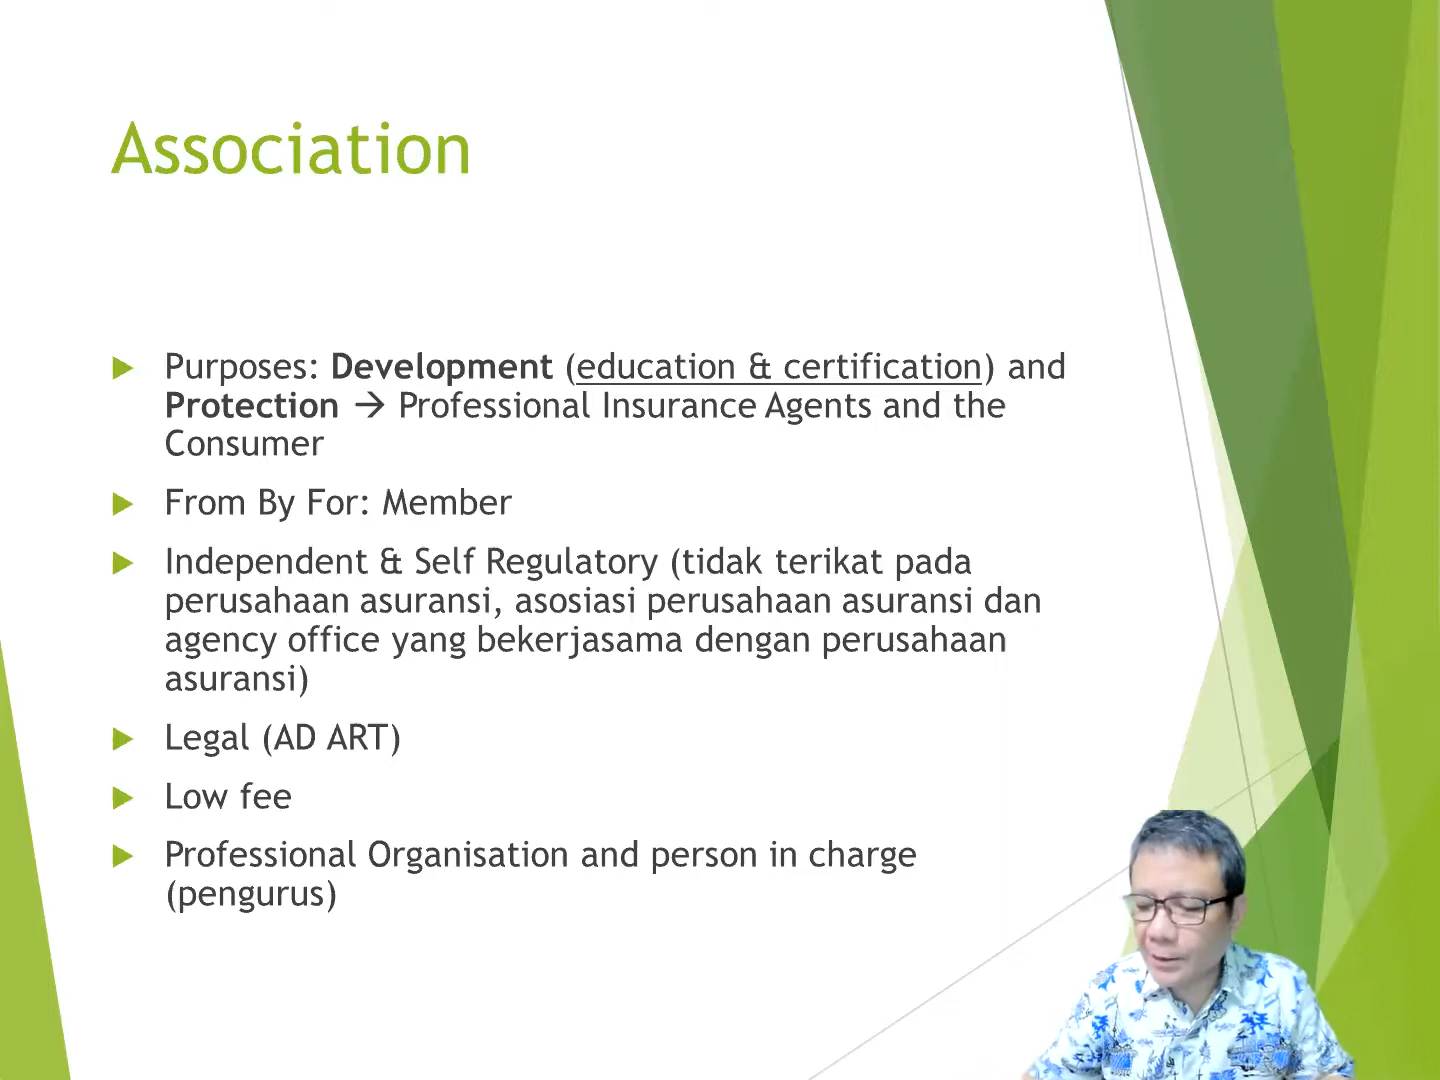 Association
Purposes: Development (education & certification) and
Protection → Professional Insurance Agents and the
Consumer
From By For: Member
Independent & Self Regulatory (tidak terikat pada
perusahaan asuransi, asosiasi perusahaan asuransi dan
agency office yang bekerjasama dengan perusahaan
asuransi)
Legal (AD ART)
Low fee
Professional Organisation and person in charge
(pengurus)